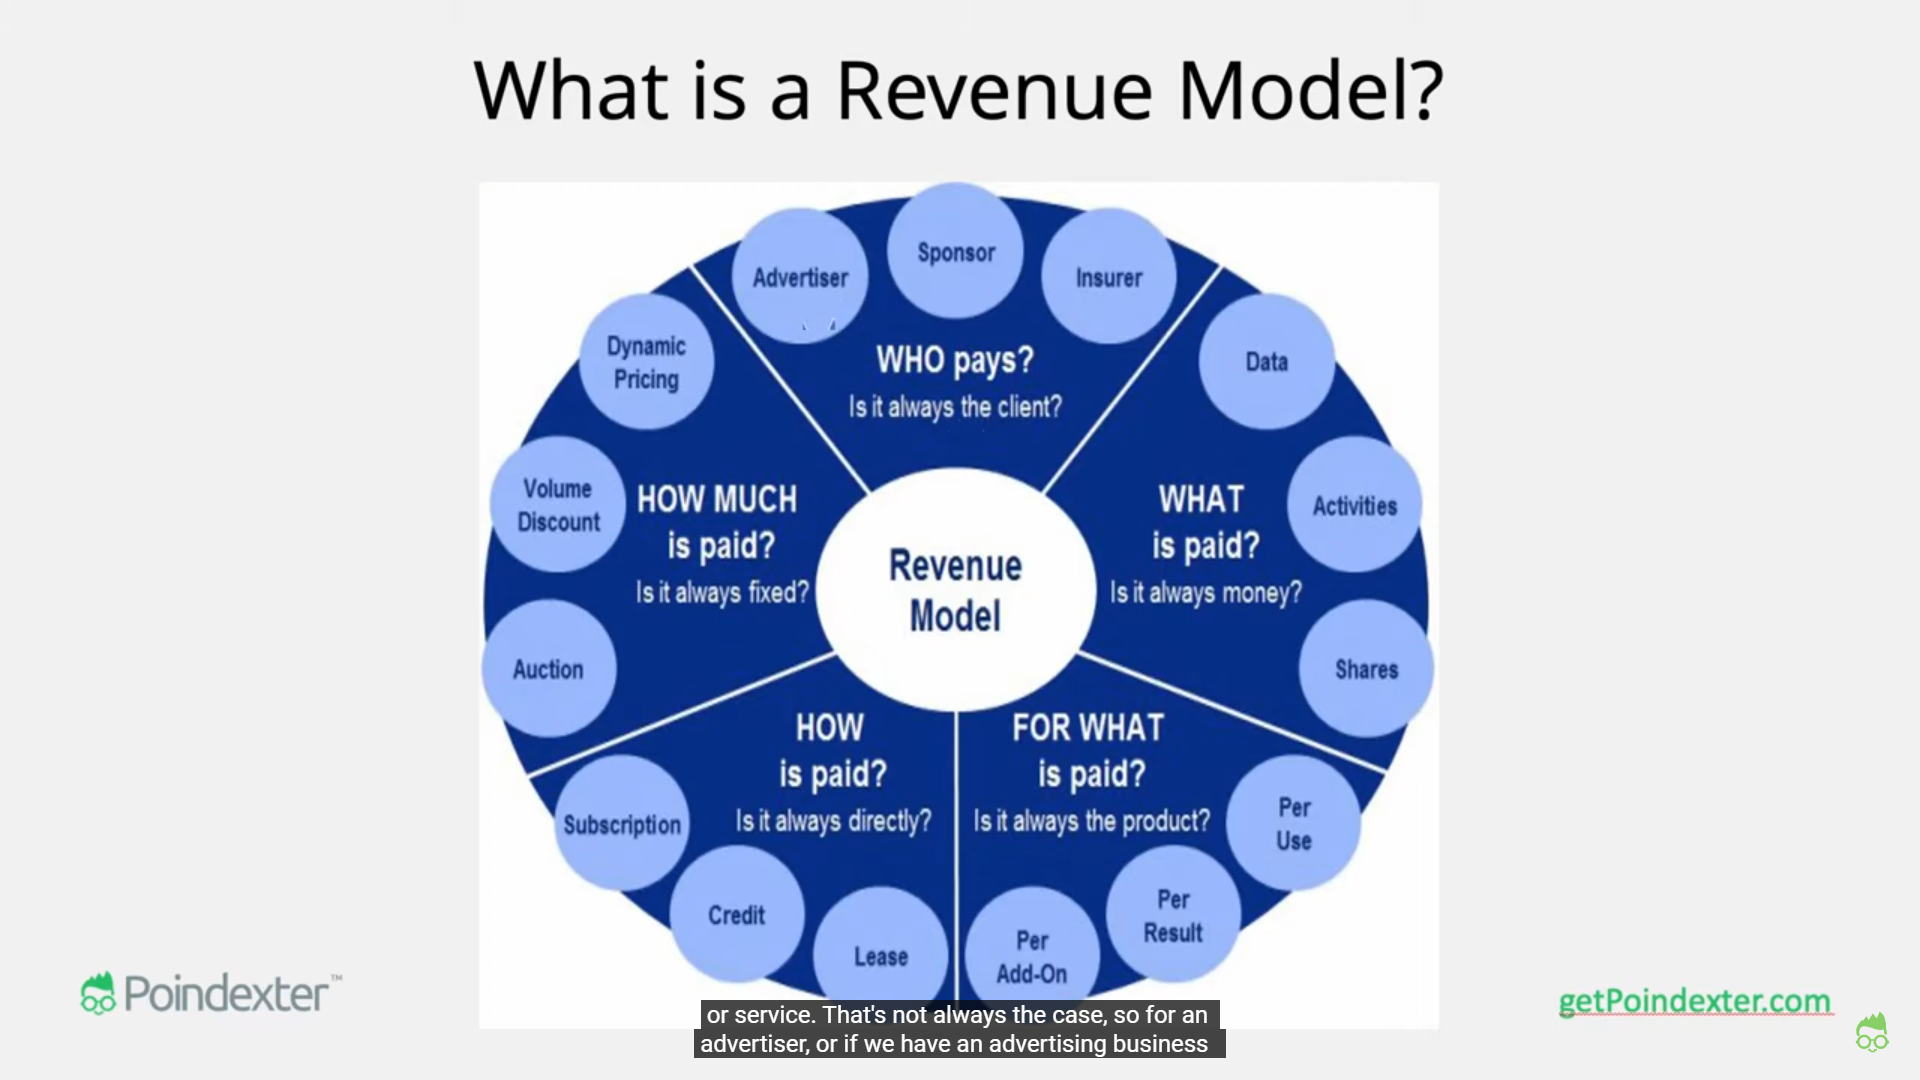 What is a Revenue Model?
Advertiser
Sponsor
Insurer
WHO pays?
Is it always the client?
Data
Activities
Shares
WHAT
is paid?
Is it always money?
Per
Use
Per
Result
Per
Add-On
FOR WHAT
is paid?
Is it always the product?
Lease
Credit
Subscription
HOW
is paid?
Is it always directly?
Auction
Volume
Discount
Dynamic
Pricing
HOW MUCH
is paid?
Is it always fixed?
Revenue
Model
Poindexter™
getPoindexter.com
or service. That's not always the case, so for an
advertiser, or if we have an advertising business